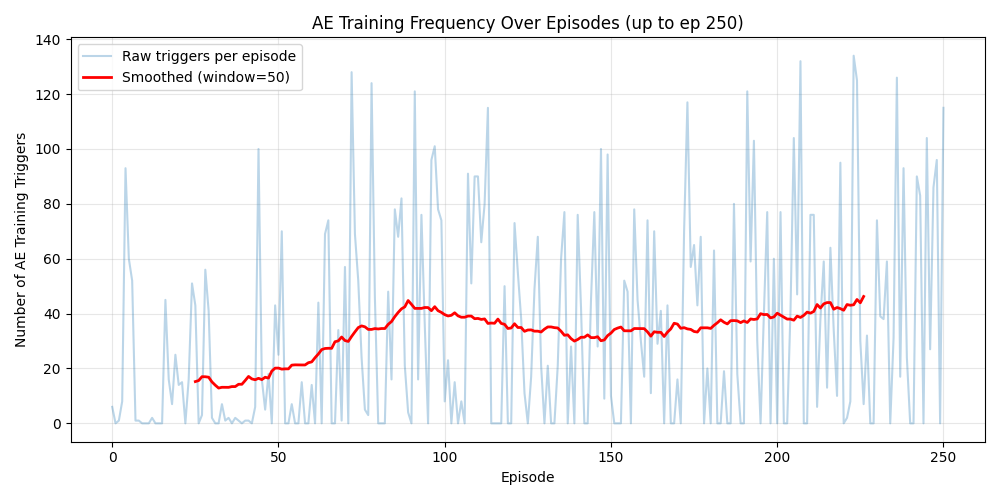 AE Training Frequency Over Episodes (up to ep 250)
Raw triggers per episode
Smoothed (window=50)
Number of AE Training Triggers
140
120
100
80
60
40
20
0
0 50 100 150 200 250
Episode